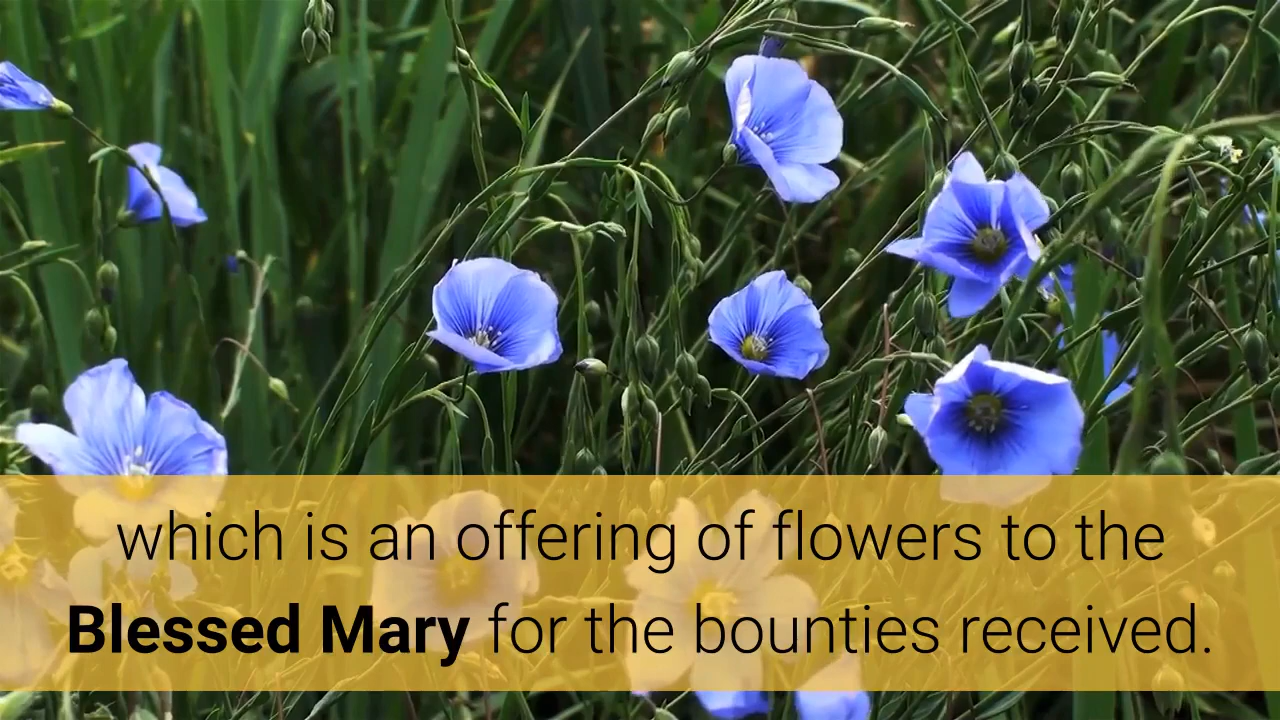 which is an offering of flowers to the
Blessed Mary for the bounties received.